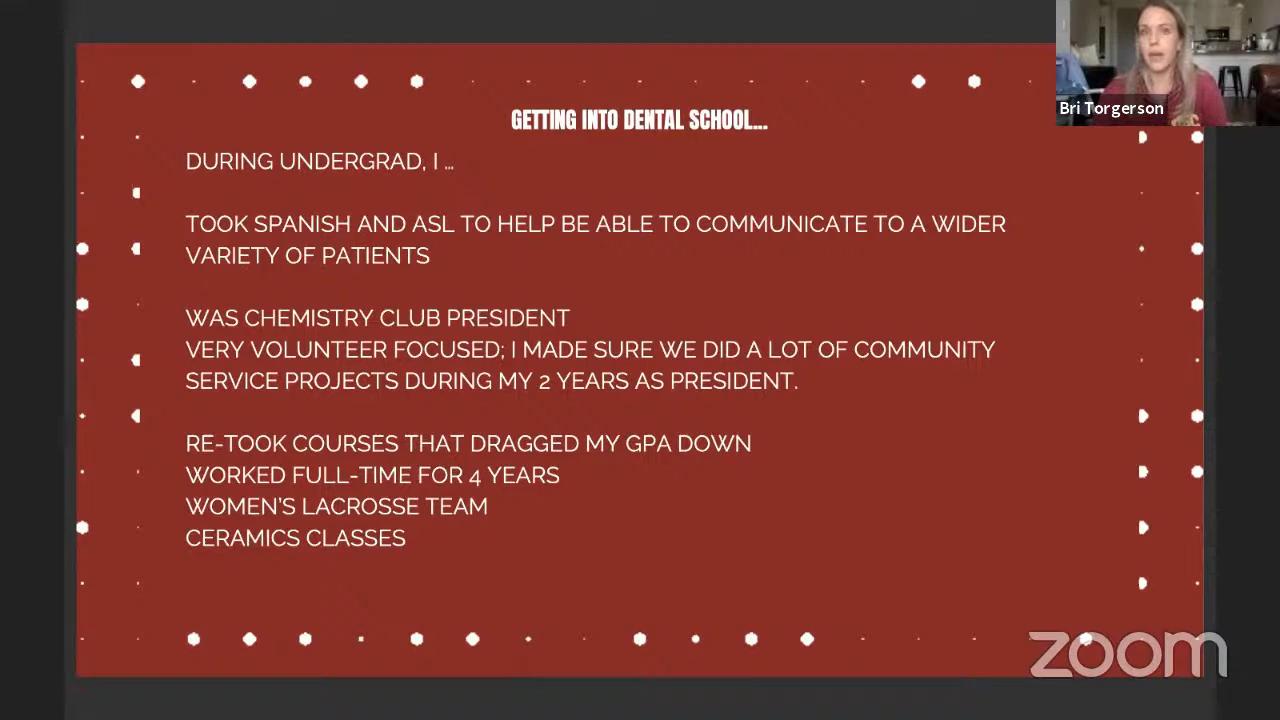 Bri Torgerson
GETTING INTO DENTAL SCHOOL...
DURING UNDERGRAD, I ...
TOOK SPANISH AND ASL TO HELP BE ABLE TO COMMUNICATE TO A WIDER
VARIETY OF PATIENTS
WAS CHEMISTRY CLUB PRESIDENT
VERY VOLUNTEER FOCUSED; I MADE SURE WE DID A LOT OF COMMUNITY
SERVICE PROJECTS DURING MY 2 YEARS AS PRESIDENT.
RE-TOOK COURSES THAT DRAGGED MY GPA DOWN
WORKED FULL-TIME FOR 4 YEARS
WOMEN'S LACROSSE TEAM
CERAMICS CLASSES
zoom